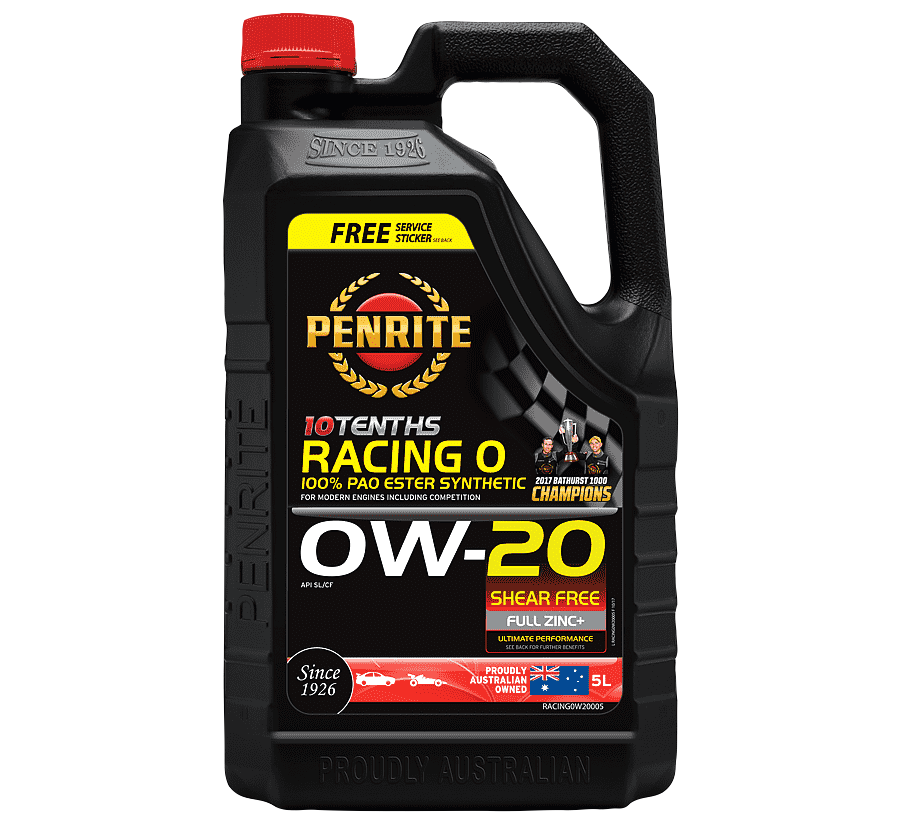 SINCE 1926
FREE SERVICE STICKER SEE BACK
PENRITE
10TENTHS
RACING 0
100% PAO ESTER SYNTHETIC
FOR MODERN ENGINES INCLUDING COMPETITION
2017 BATHURST 1000
CHAMPIONS
0W-20
API SL/CF
SHEAR FREE
FULL ZINC+
ULTIMATE PERFORMANCE
SEE BACK FOR FURTHER BENEFITS
PENRITE
Since
1926
PROUDLY
AUSTRALIAN
OWNED
5L
RACING0W20005
PROUDLY AUSTRALIAN